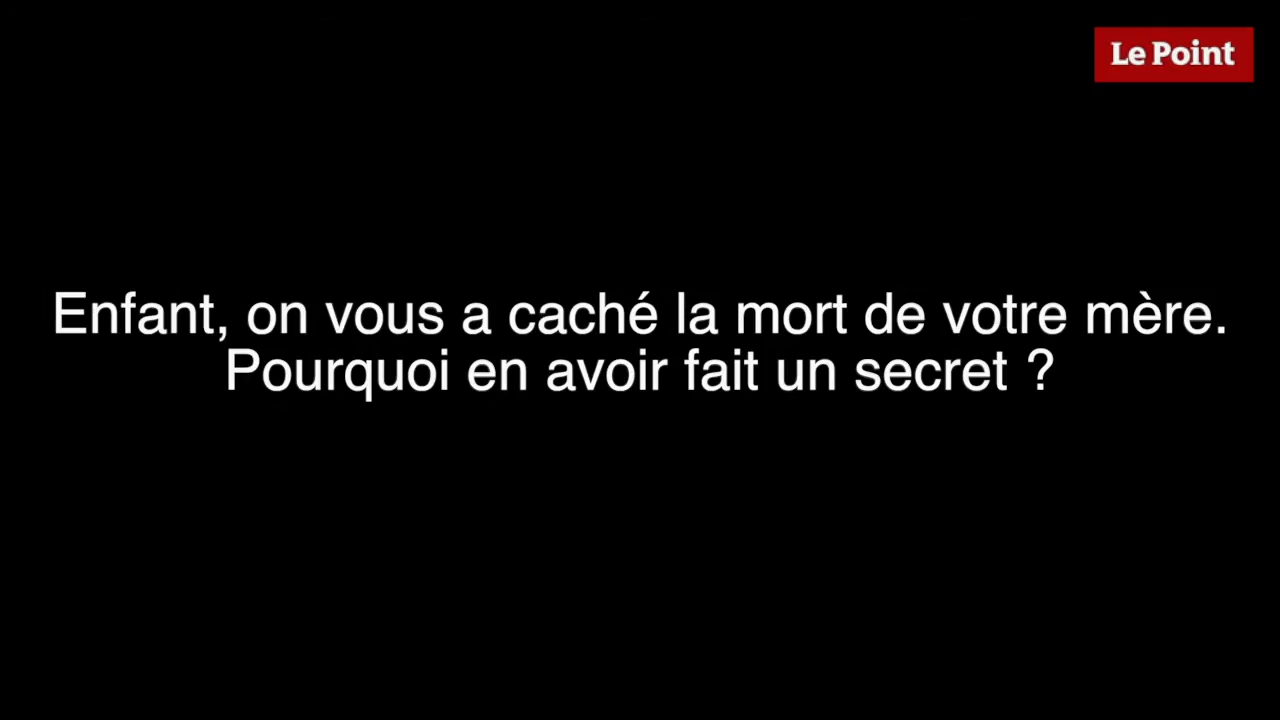 Le Point
Enfant, on vous a caché la mort de votre mère.
Pourquoi en avoir fait un secret ?